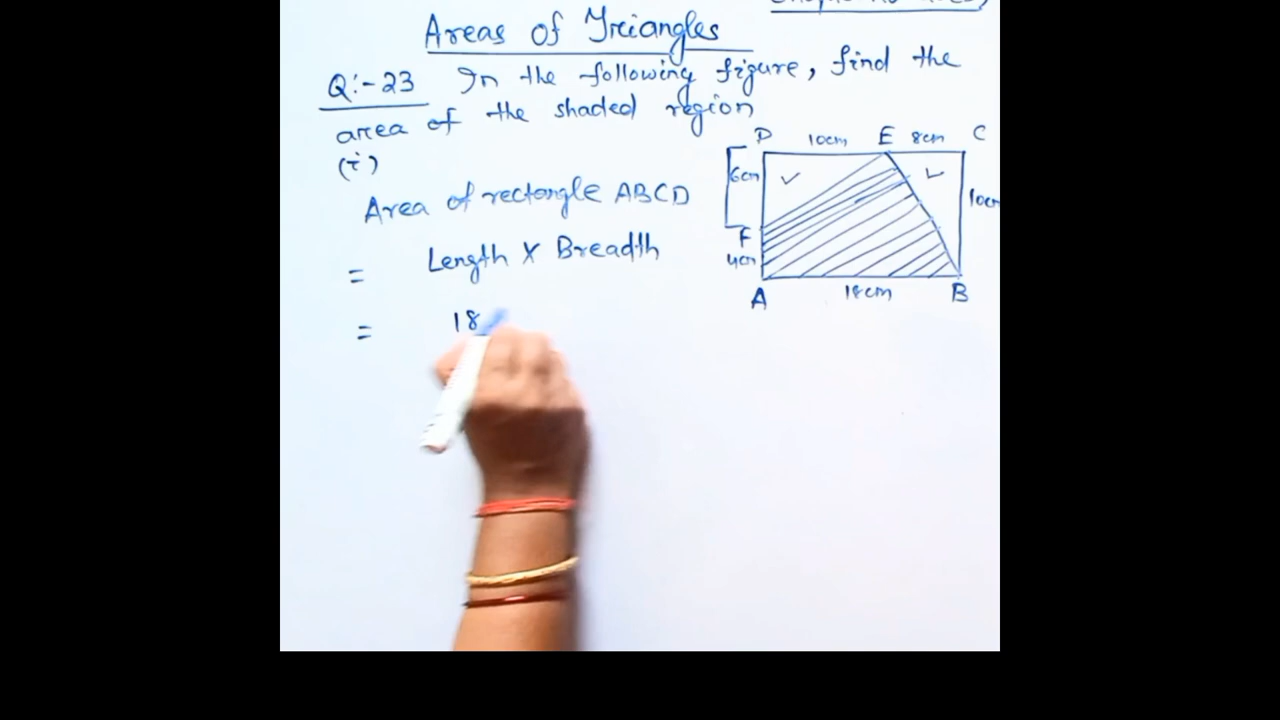 Areas of Triangles
Q:-23 In the following figure, find the
area of the shaded region
(i)
D 10cm E 8cm C
6cm
10cm
F
4cm
A 18cm B
Area of rectangle ABCD
= Length X Breadth
= 18